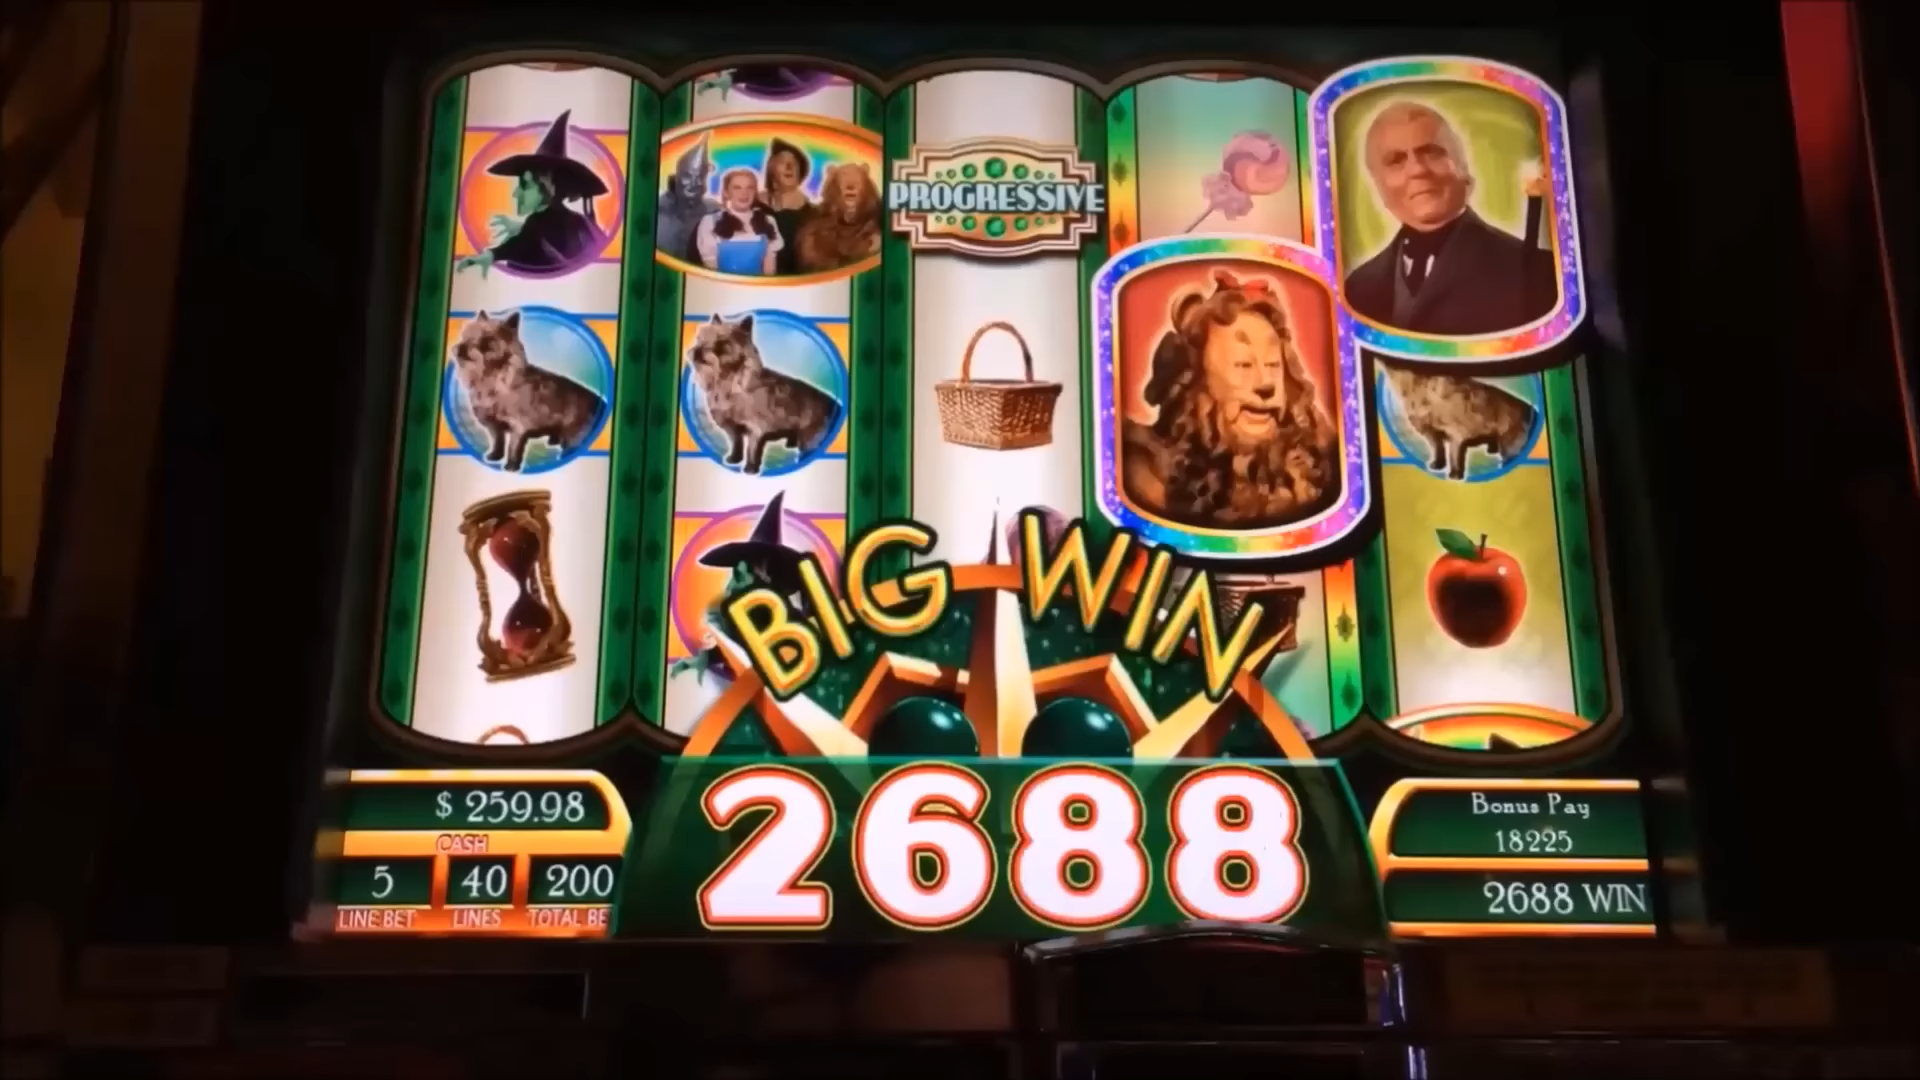 PROGRESSIVE
BIG WIN
2688
$ 259.98
CASH
5 40 200
LINE BET LINES TOTAL BE
Bonus Pay
18225
2688 WIN